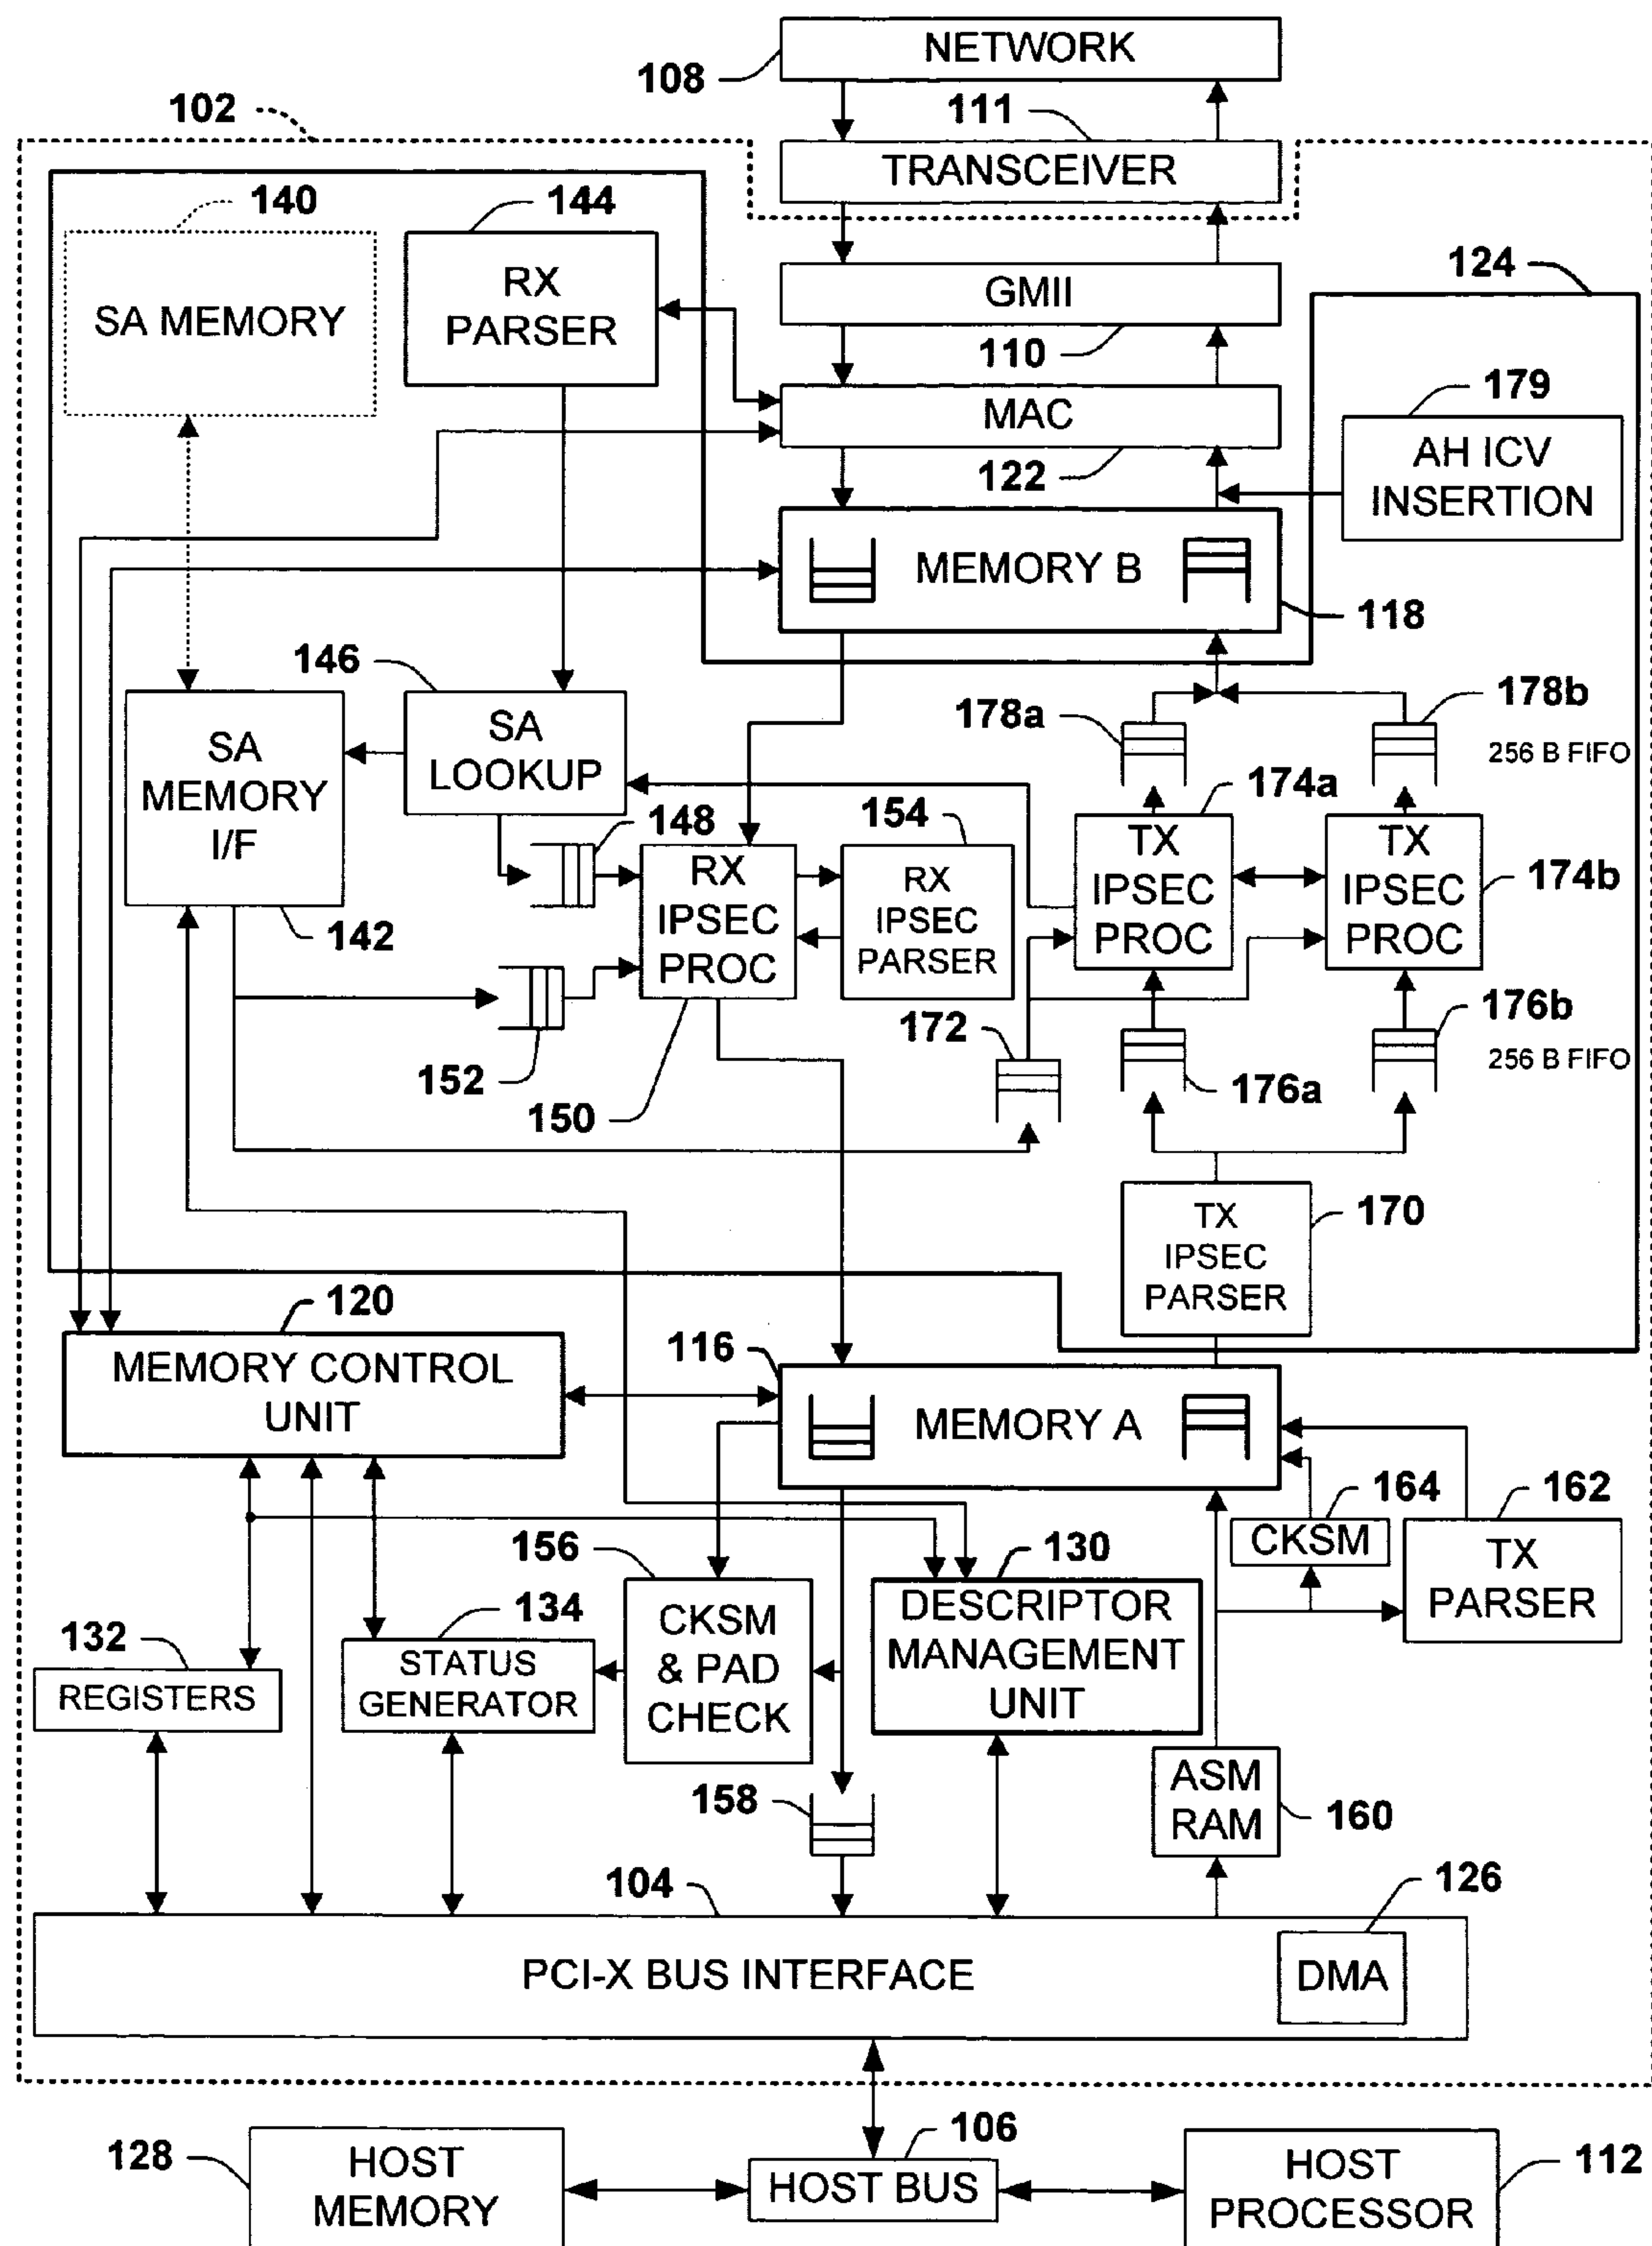 NETWORK
108
102
111
TRANSCEIVER
140
144
124
SA MEMORY
RX
PARSER
GMII
110
179
MAC
122
AH ICV
INSERTION
MEMORY B
118
146
178a
178b
256 B FIFO
SA
MEMORY
I/F
SA
LOOKUP
174a
148
154
TX
IPSEC
PROC
TX
IPSEC
PROC
174b
RX
IPSEC
PROC
RX
IPSEC
PARSER
142
172
176b
152
256 B FIFO
150
176a
170
TX
IPSEC
PARSER
120
116
MEMORY CONTROL
UNIT
MEMORY A
164
162
156
130
CKSM
TX
PARSER
134
132
CKSM
& PAD
CHECK
DESCRIPTOR
MANAGEMENT
UNIT
REGISTERS
STATUS
GENERATOR
158
ASM
RAM
160
104
126
PCI-X BUS INTERFACE
DMA
106
128
HOST
MEMORY
HOST BUS
HOST
PROCESSOR
112